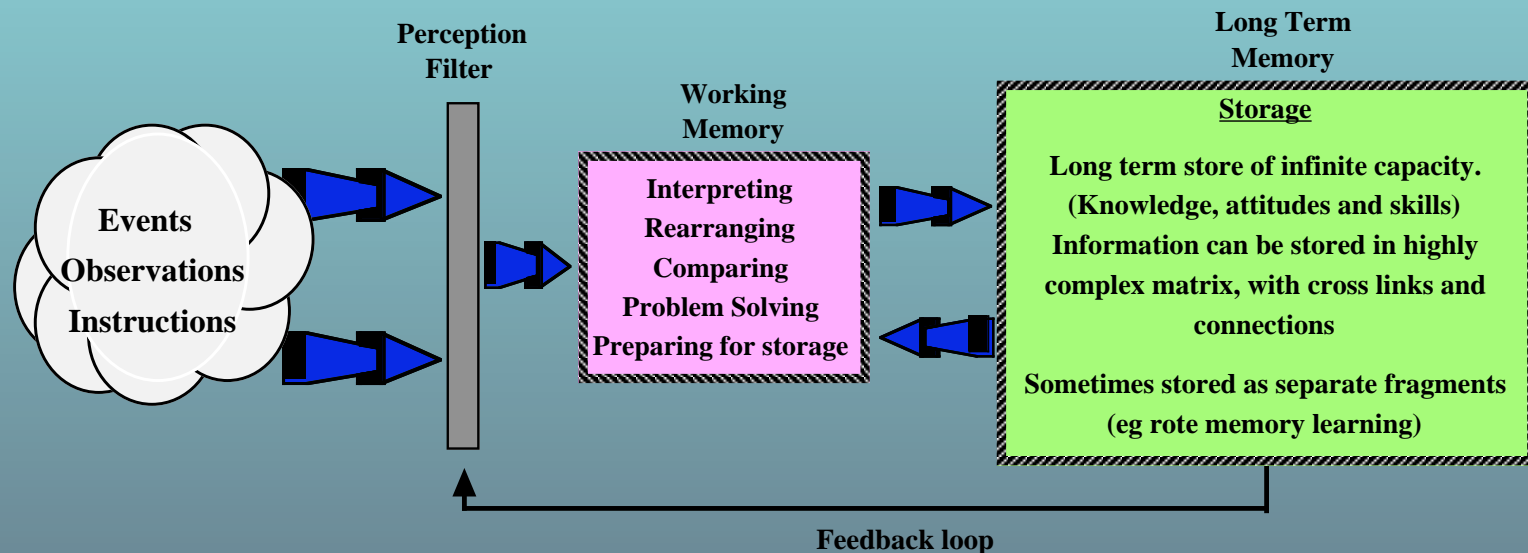 Events
Observations
Instructions
Perception
Filter
Working
Memory
Interpreting
Rearranging
Comparing
Problem Solving
Preparing for storage
Long Term
Memory
Storage
Long term store of infinite capacity.
(Knowledge, attitudes and skills)
Information can be stored in highly
complex matrix, with cross links and
connections
Sometimes stored as separate fragments
(eg rote memory learning)
Feedback loop